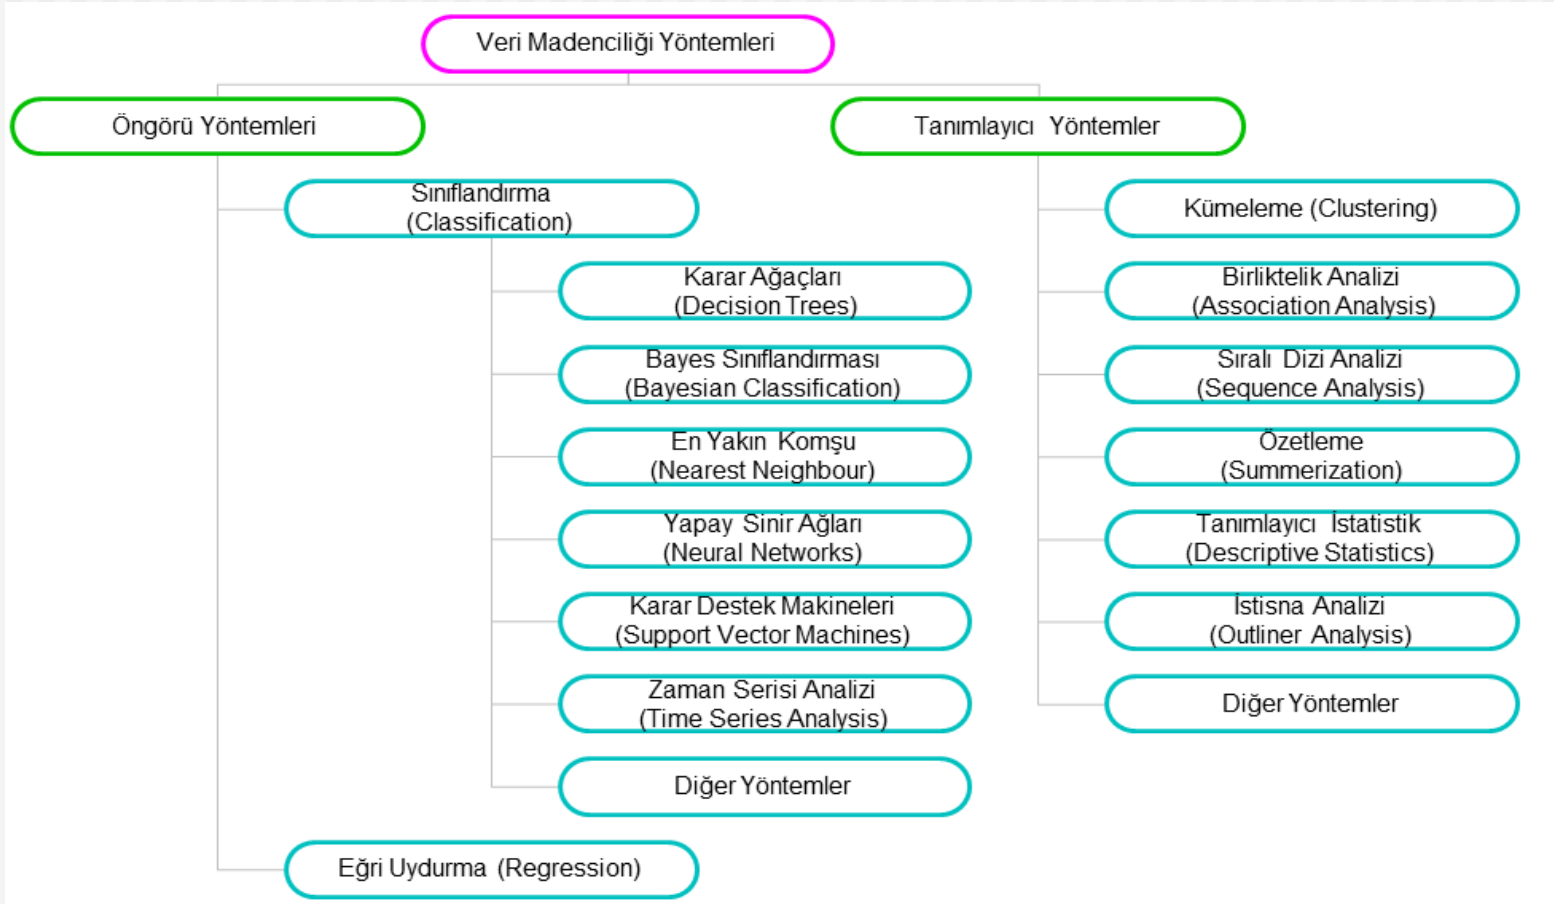 Veri Madenciliği Yöntemleri
Öngörü Yöntemleri
Sınıflandırma
(Classification)
Karar Ağaçları
(Decision Trees)
Bayes Sınıflandırması
(Bayesian Classification)
En Yakın Komşu
(Nearest Neighbour)
Yapay Sinir Ağları
(Neural Networks)
Karar Destek Makineleri
(Support Vector Machines)
Zaman Serisi Analizi
(Time Series Analysis)
Diğer Yöntemler
Eğri Uydurma (Regression)
Tanımlayıcı Yöntemler
Kümeleme (Clustering)
Birliktelik Analizi
(Association Analysis)
Sıralı Dizi Analizi
(Sequence Analysis)
Özetleme
(Summerization)
Tanımlayıcı İstatistik
(Descriptive Statistics)
İstisna Analizi
(Outliner Analysis)
Diğer Yöntemler